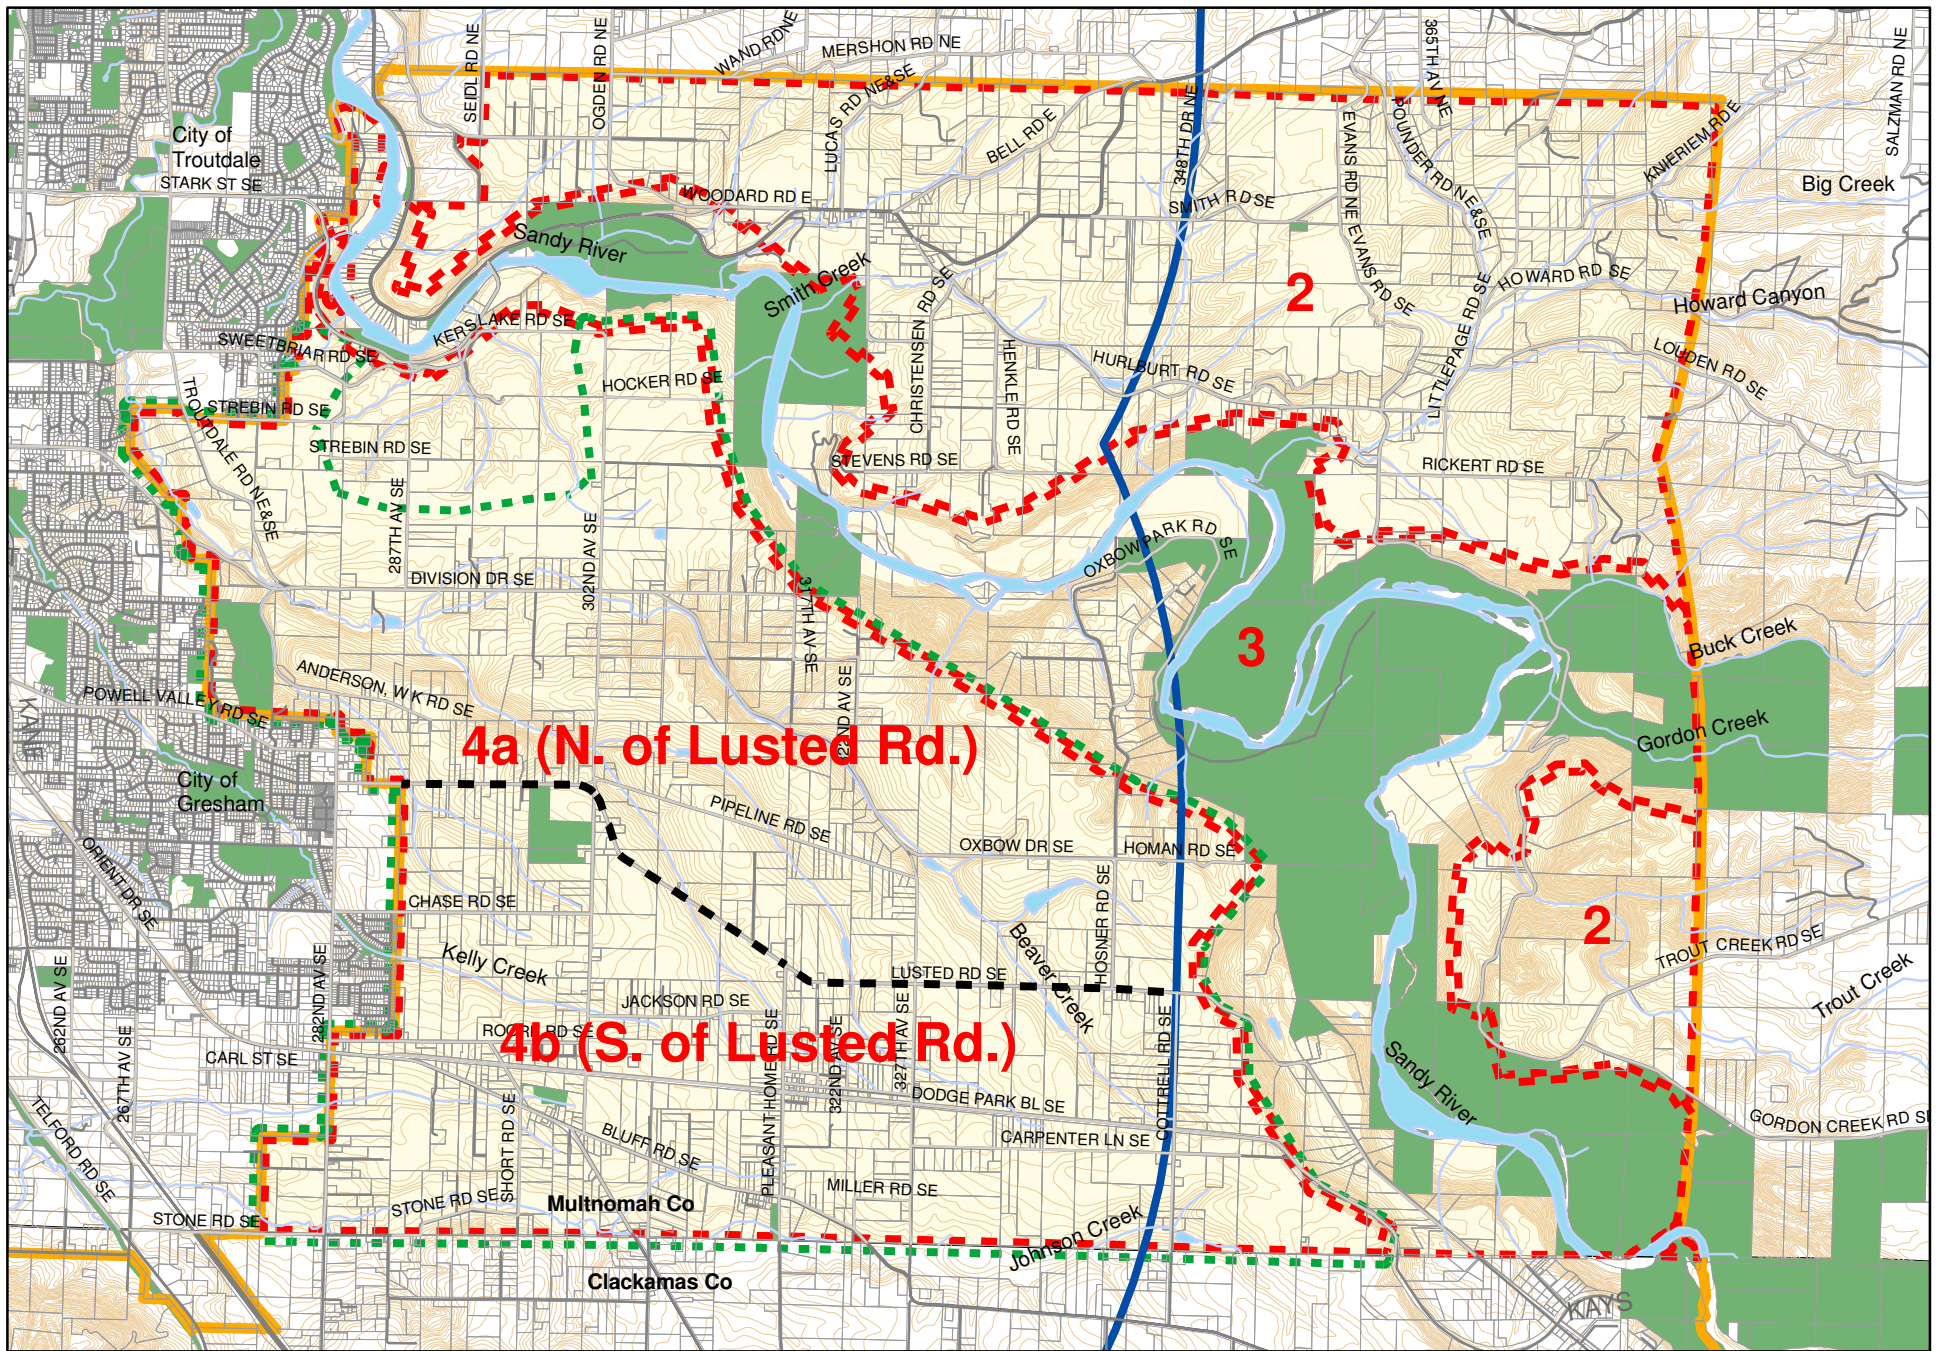 SEIDL RD NE
OGDEN RD NE
WAND RD NE
MERSHON RD NE
LUCAS RD NE&SE
BELL RD E
348TH DR NE
365TH AV NE
EVANS RD NE
POUNDER RD NE&SE
KNIERIEM RD E
SALZMAN RD NE
City of
Troutdale
STARK ST SE
Big Creek
WOODARD RD E
SMITH RD SE
Sandy River
Smith Creek
EVANS RD SE
HOWARD RD SE
Howard Canyon
2
CHRISTENSEN RD SE
LITTLEPAGE RD SE
KERSLAKE RD SE
SWEETBRIAR RD SE
HENKLE RD SE
HURLBURT RD SE
LOUDEN RD SE
HOCKER RD SE
TROUTDALE RD NE&SE
STREBIN RD SE
STREBIN RD SE
STEVENS RD SE
RICKERT RD SE
287TH AV SE
302ND AV SE
OXBOW PARK RD SE
DIVISION DR SE
317TH AV SE
3
Buck Creek
ANDERSON, W K RD SE
POWELL VALLEY RD SE
KANE
322ND AV SE
Gordon Creek
4a (N. of Lusted Rd.)
City of
Gresham
PIPELINE RD SE
OXBOW DR SE
HOMAN RD SE
ORIENT DR SE
CHASE RD SE
HOSNER RD SE
2
Kelly Creek
Beaver Creek
TROUT CREEK RD SE
Trout Creek
262ND AV SE
282ND AV SE
LUSTED RD SE
JACKSON RD SE
4b (S. of Lusted Rd.)
267TH AV SE
CARL ST SE
PLEASANT HOME RD SE
322ND AV SE
327TH AV SE
COTTRELL RD SE
Sandy River
TELFORD RD SE
SHORT RD SE
DODGE PARK BL SE
GORDON CREEK RD SE
BLUFF RD SE
CARPENTER LN SE
MILLER RD SE
STONE RD SE
STONE RD SE
Multnomah Co
Johnson Creek
Clackamas Co
KAYS